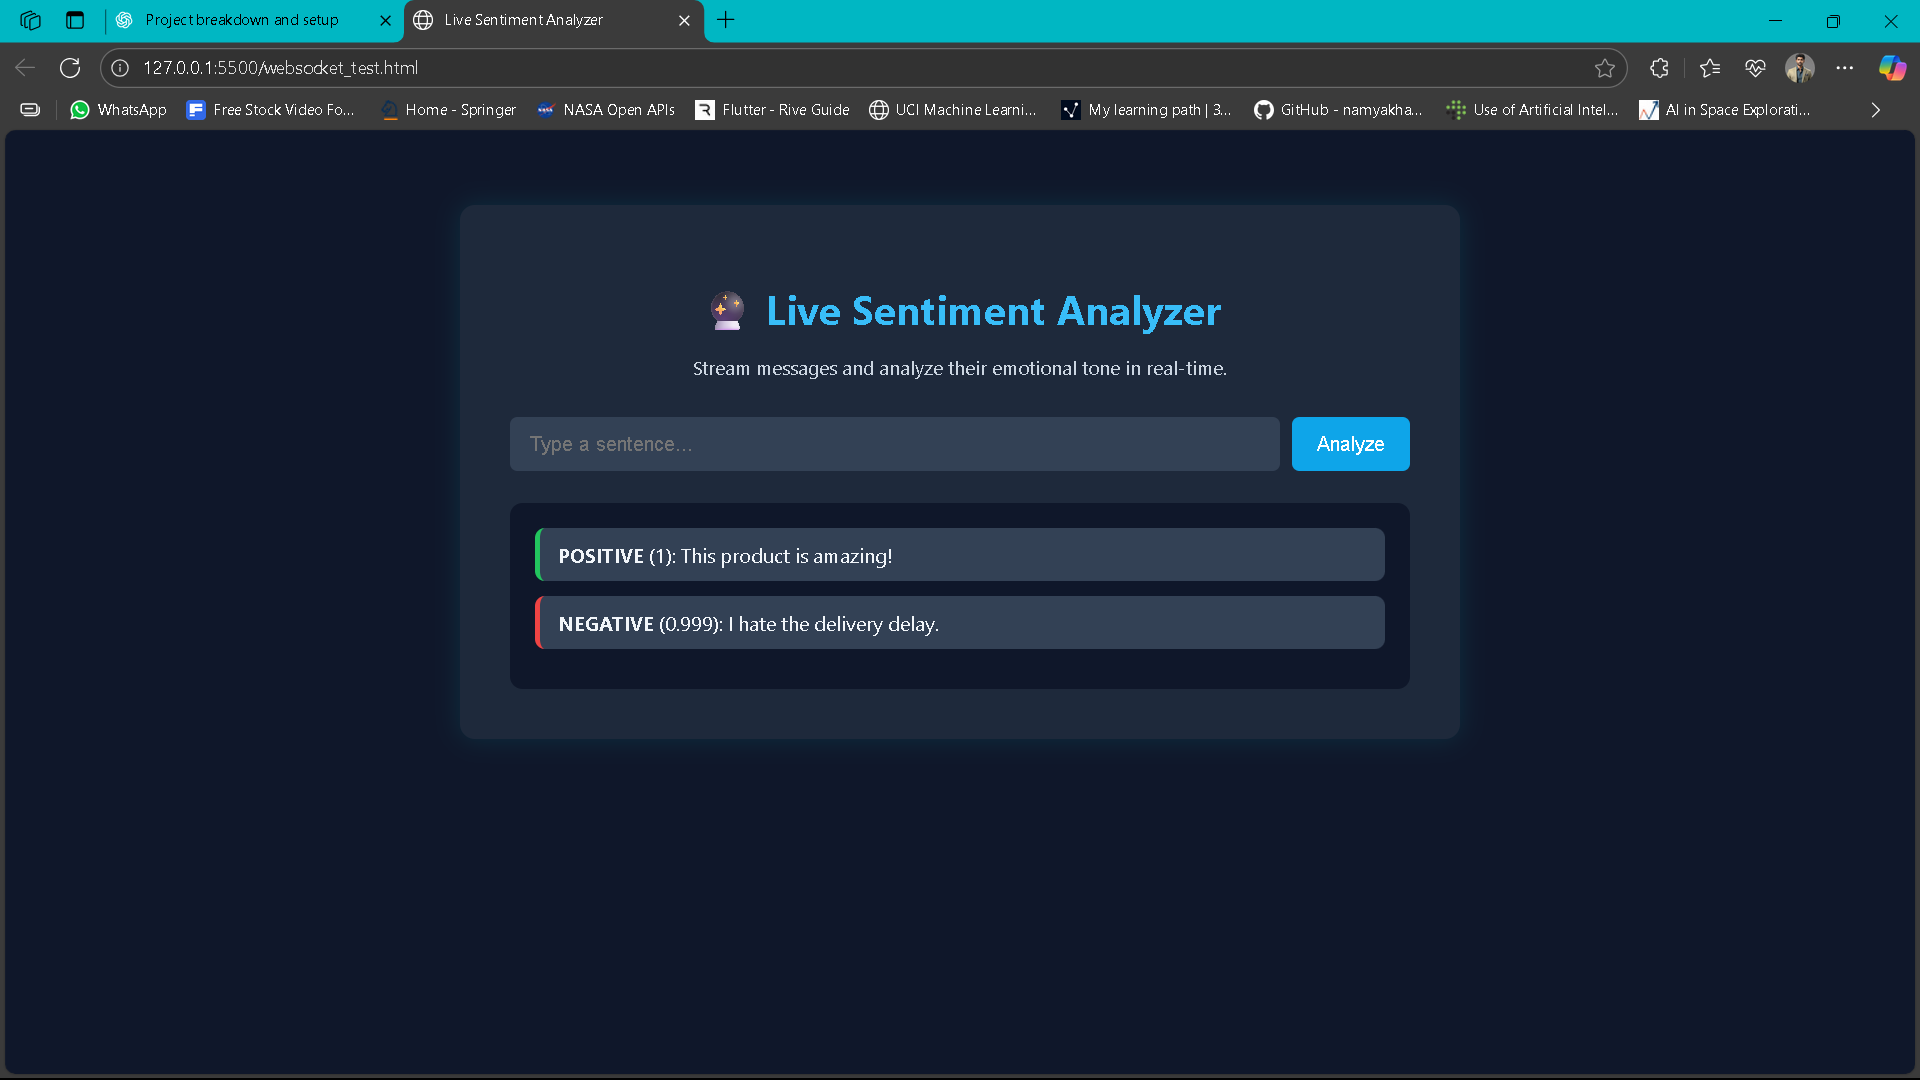 Project breakdown and setup
Live Sentiment Analyzer
127.0.0.1:5500/websocket_test.html
WhatsApp
Free Stock Video Fo...
Home - Springer
NASA Open APIs
Flutter - Rive Guide
UCI Machine Learni...
My learning path | 3...
GitHub - namyakha...
Use of Artificial Intel...
AI in Space Explorati...
Live Sentiment Analyzer
Stream messages and analyze their emotional tone in real-time.
Type a sentence...
Analyze
POSITIVE (1): This product is amazing!
NEGATIVE (0.999): I hate the delivery delay.